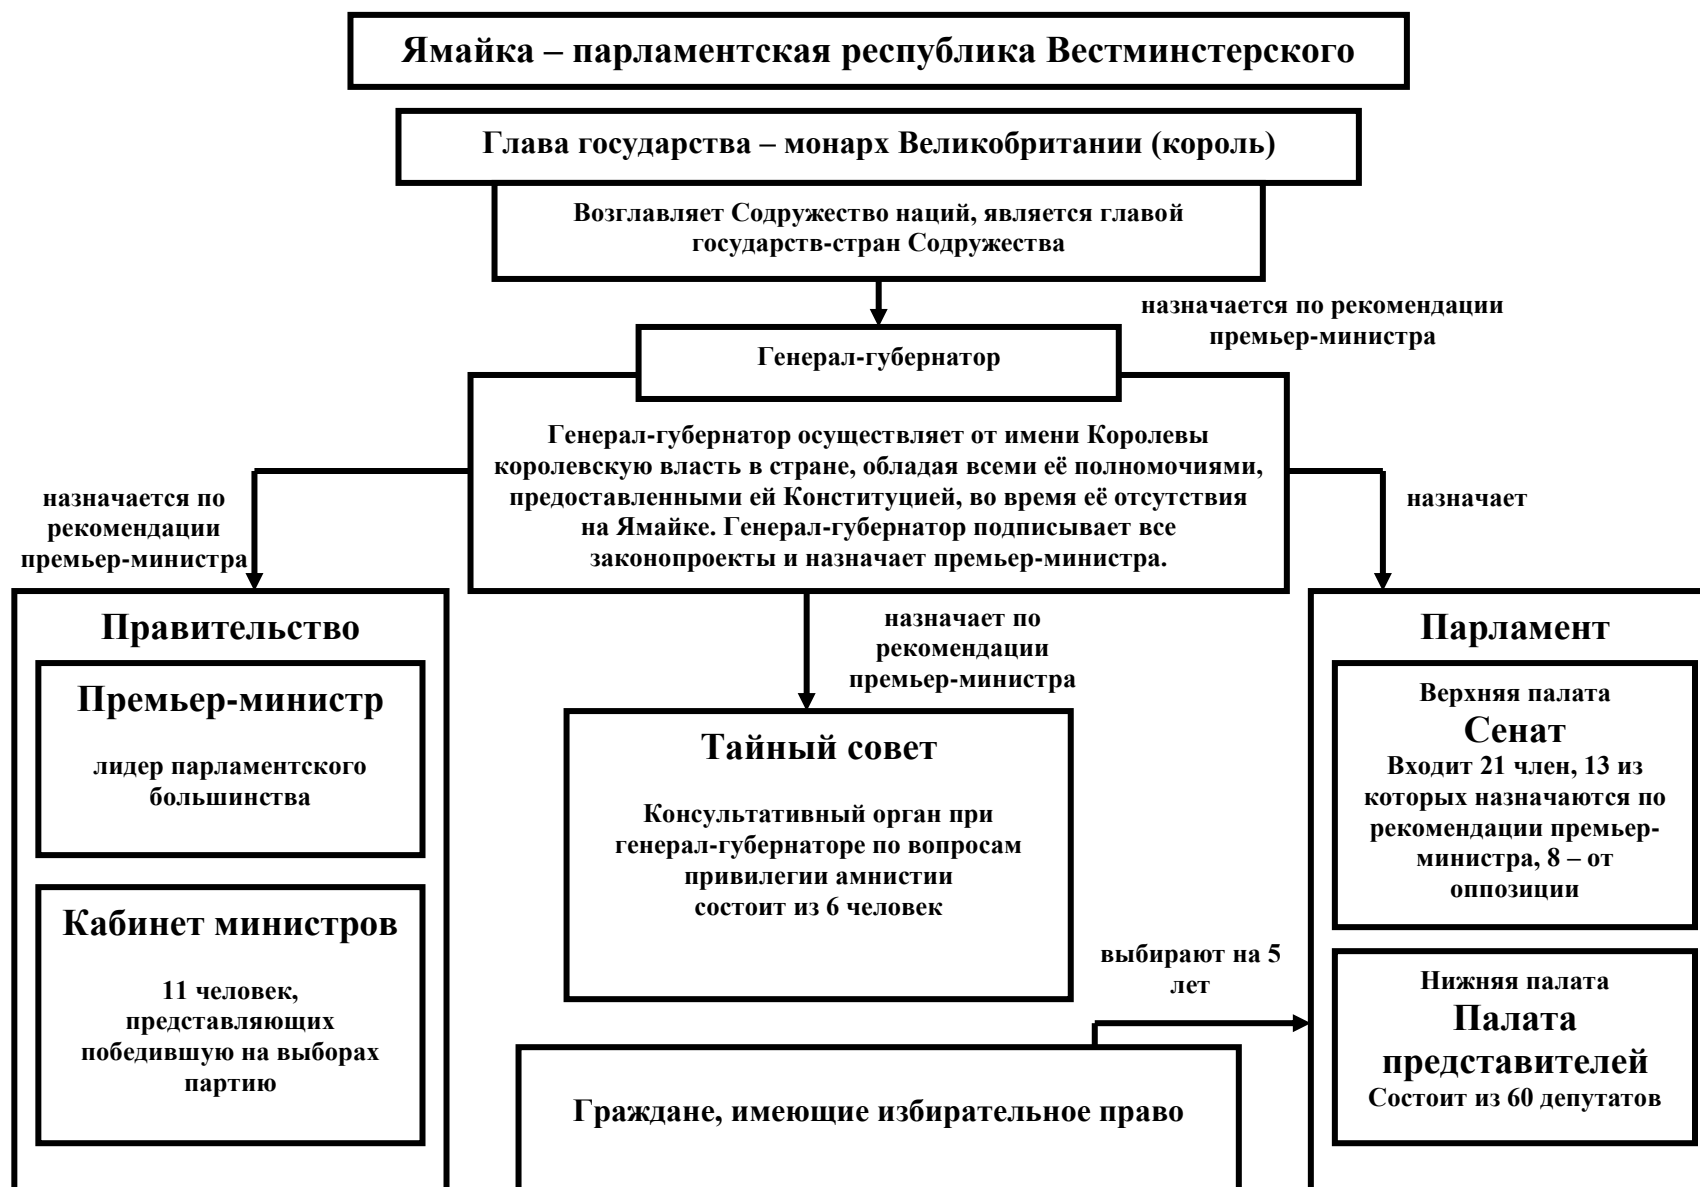 Ямайка – парламентская республика Вестминстерского
Глава государства – монарх Великобритании (король)
Возглавляет Содружество наций, является главой
государств-стран Содружества
назначается по рекомендации
премьер-министра
Генерал-губернатор
Генерал-губернатор осуществляет от имени Королевы
королевскую власть в стране, обладая всеми её полномочиями,
предоставленными ей Конституцией, во время её отсутствия
на Ямайке. Генерал-губернатор подписывает все
законопроекты и назначает премьер-министра.
назначается по
рекомендации
премьер-министра
назначает
Правительство
Премьер-министр
лидер парламентского
большинства
Кабинет министров
11 человек,
представляющих
победившую на выборах
партию
назначает по
рекомендации
премьер-министра
Тайный совет
Консультативный орган при
генерал-губернаторе по вопросам
привилегии амнистии
состоит из 6 человек
Парламент
Верхняя палата
Сенат
Входит 21 член, 13 из
которых назначаются по
рекомендации премьер-
министра, 8 – от
оппозиции
выбирают на 5
лет
Нижняя палата
Палата
представителей
Состоит из 60 депутатов
Граждане, имеющие избирательное право